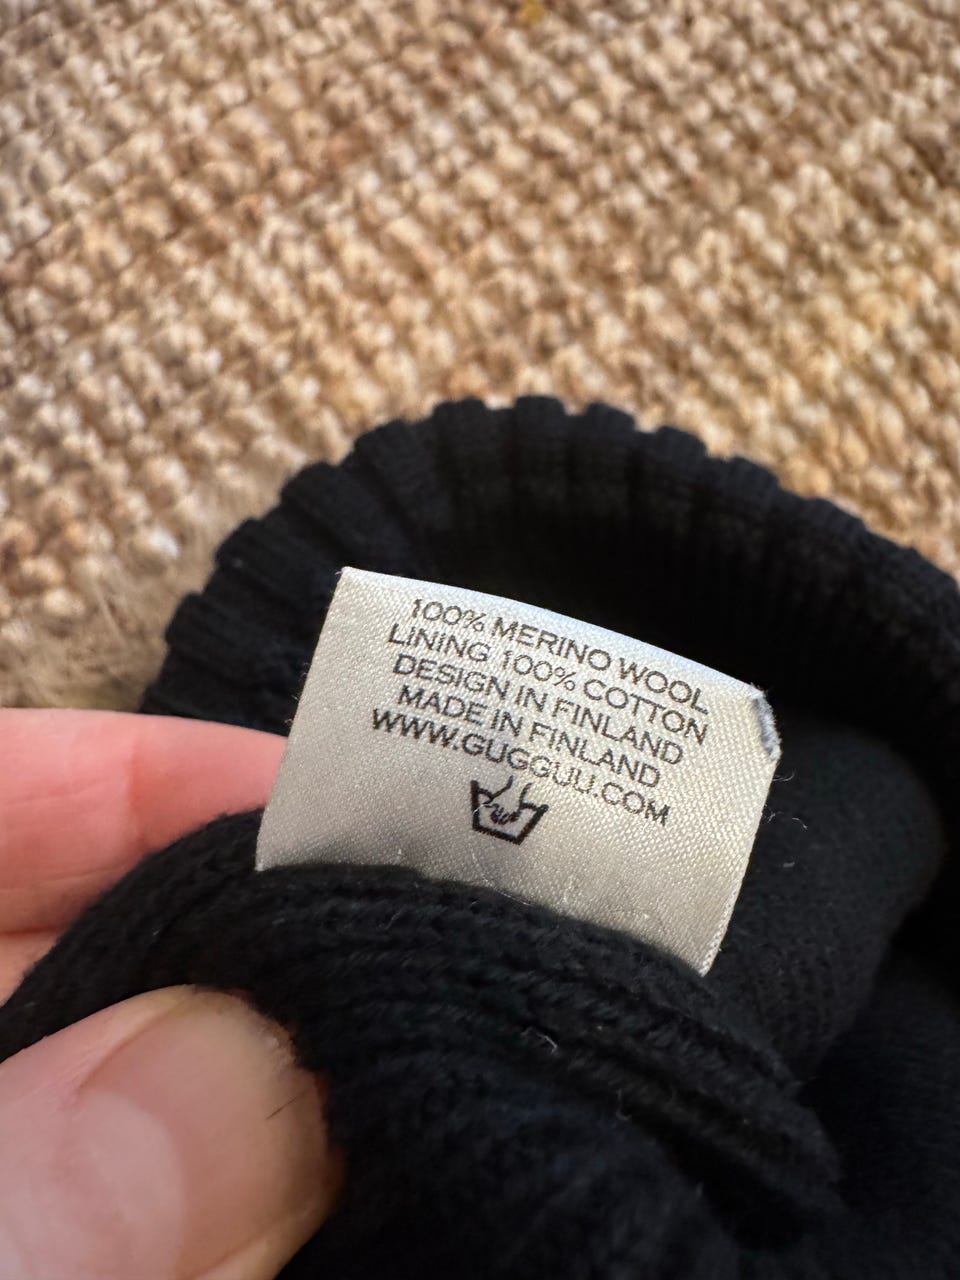 100% MERINO WOOL
LINING 100% COTTON
DESIGN IN FINLAND
MADE IN FINLAND
WWW.GUGGUU.COM